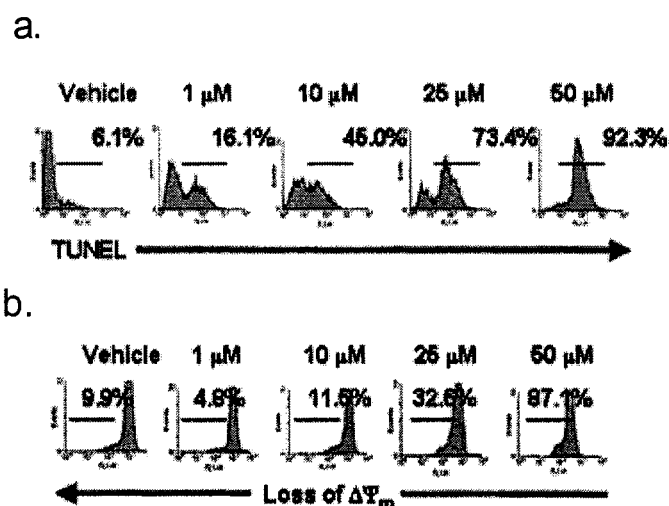 a.
Vehicle 1 µM 10 µM 25 µM 50 µM
6.1% 16.1% 45.0% 73.4% 92.3%
TUNEL
b.
Vehicle 1 µM 10 µM 25 µM 50 µM
9.9% 4.8% 11.5% 32.6% 87.1%
Loss of ΔΨm